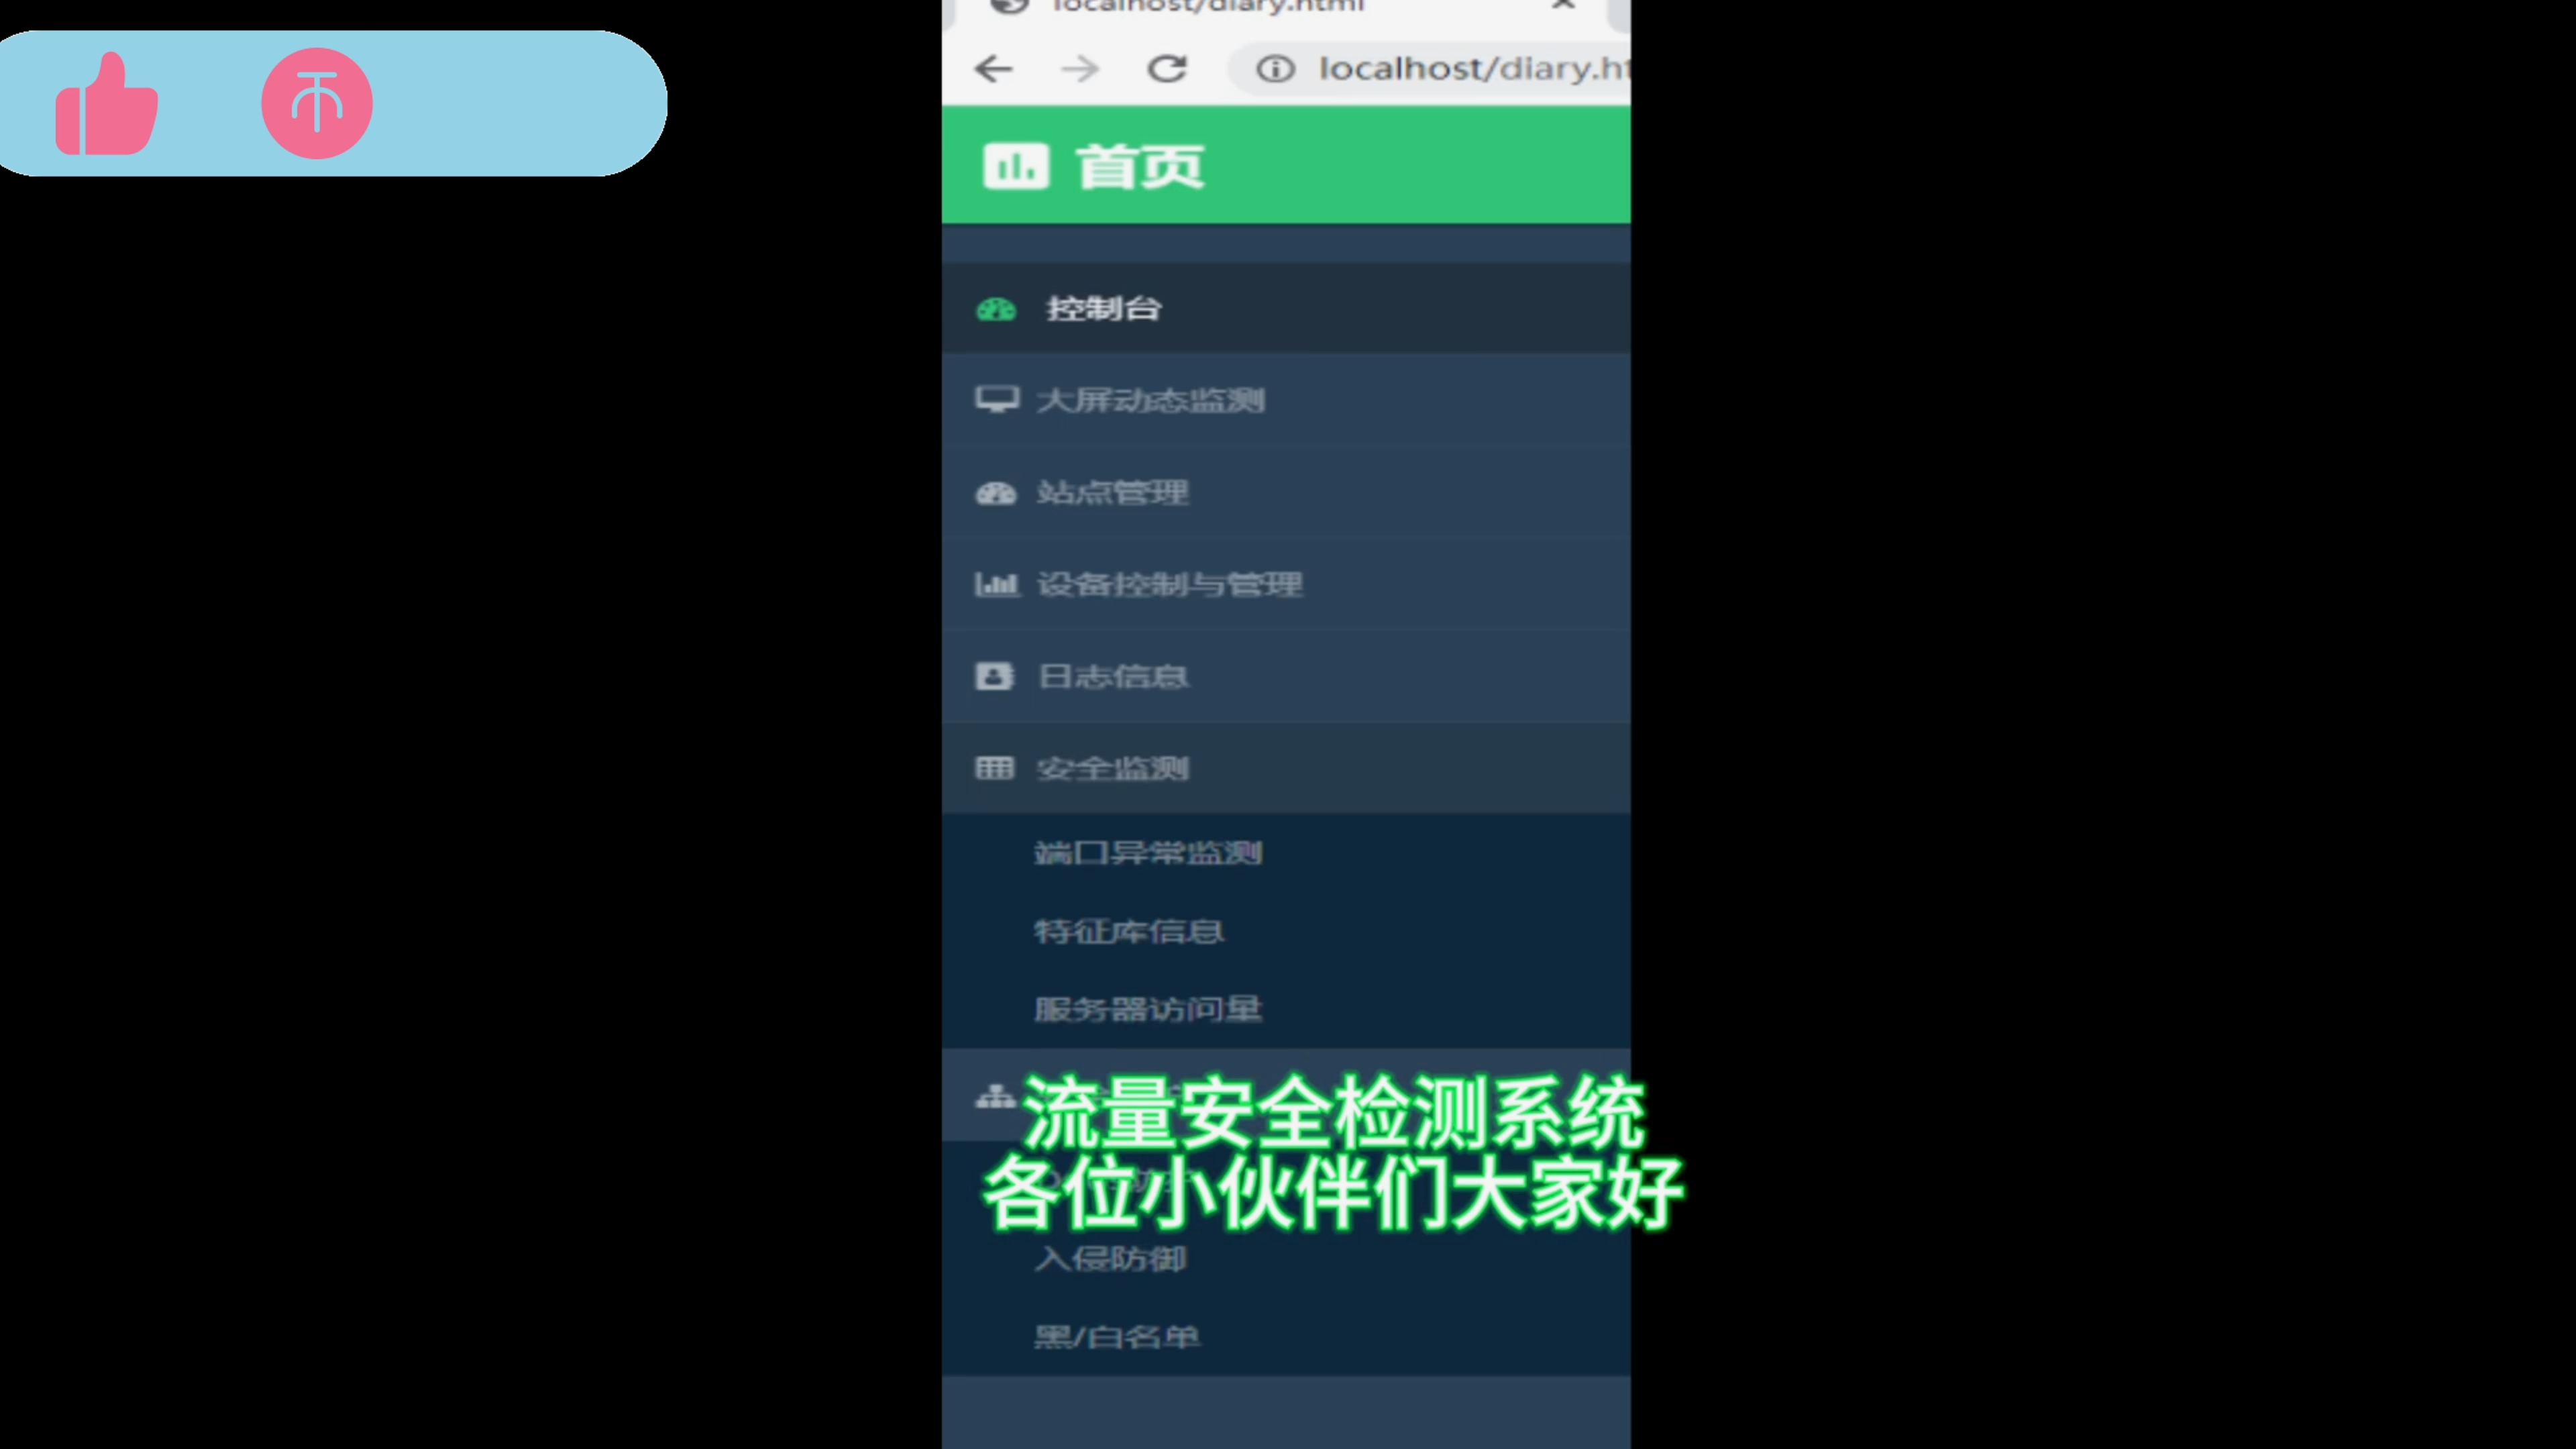 localhost/diary.html
localhost/diary.ht
首页
控制台
大屏动态监测
站点管理
设备控制与管理
日志信息
安全监测
端口异常监测
特征库信息
服务器访问量
流量安全检测系统
各位小伙伴们大家好
入侵防御
黑/白名单